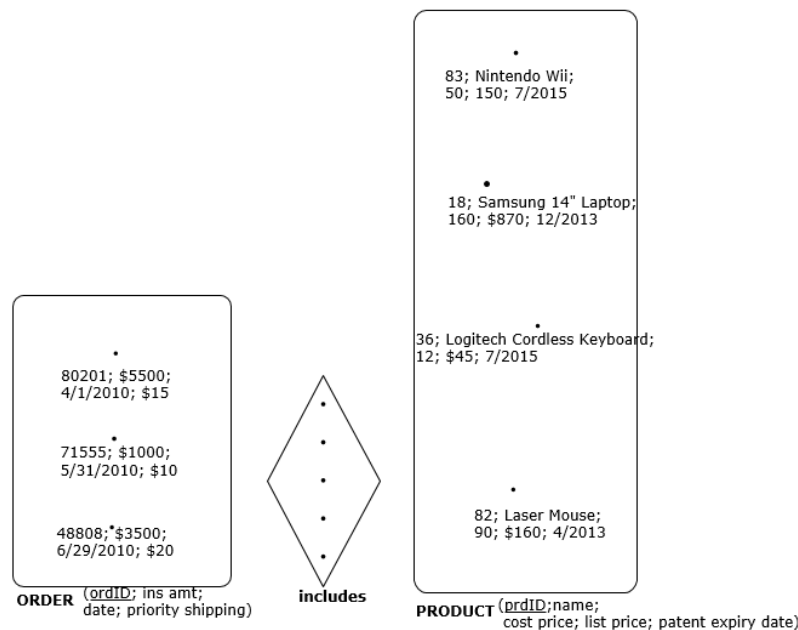 83; Nintendo Wii;
50; 150; 7/2015
18; Samsung 14" Laptop;
160; $870; 12/2013
36; Logitech Cordless Keyboard;
12; $45; 7/2015
82; Laser Mouse;
90; $160; 4/2013
PRODUCT (prdID;name;
cost price; list price; patent expiry date)
80201; $5500;
4/1/2010; $15
71555; $1000;
5/31/2010; $10
48808; $3500;
6/29/2010; $20
ORDER (ordID; ins amt;
date; priority shipping)
includes